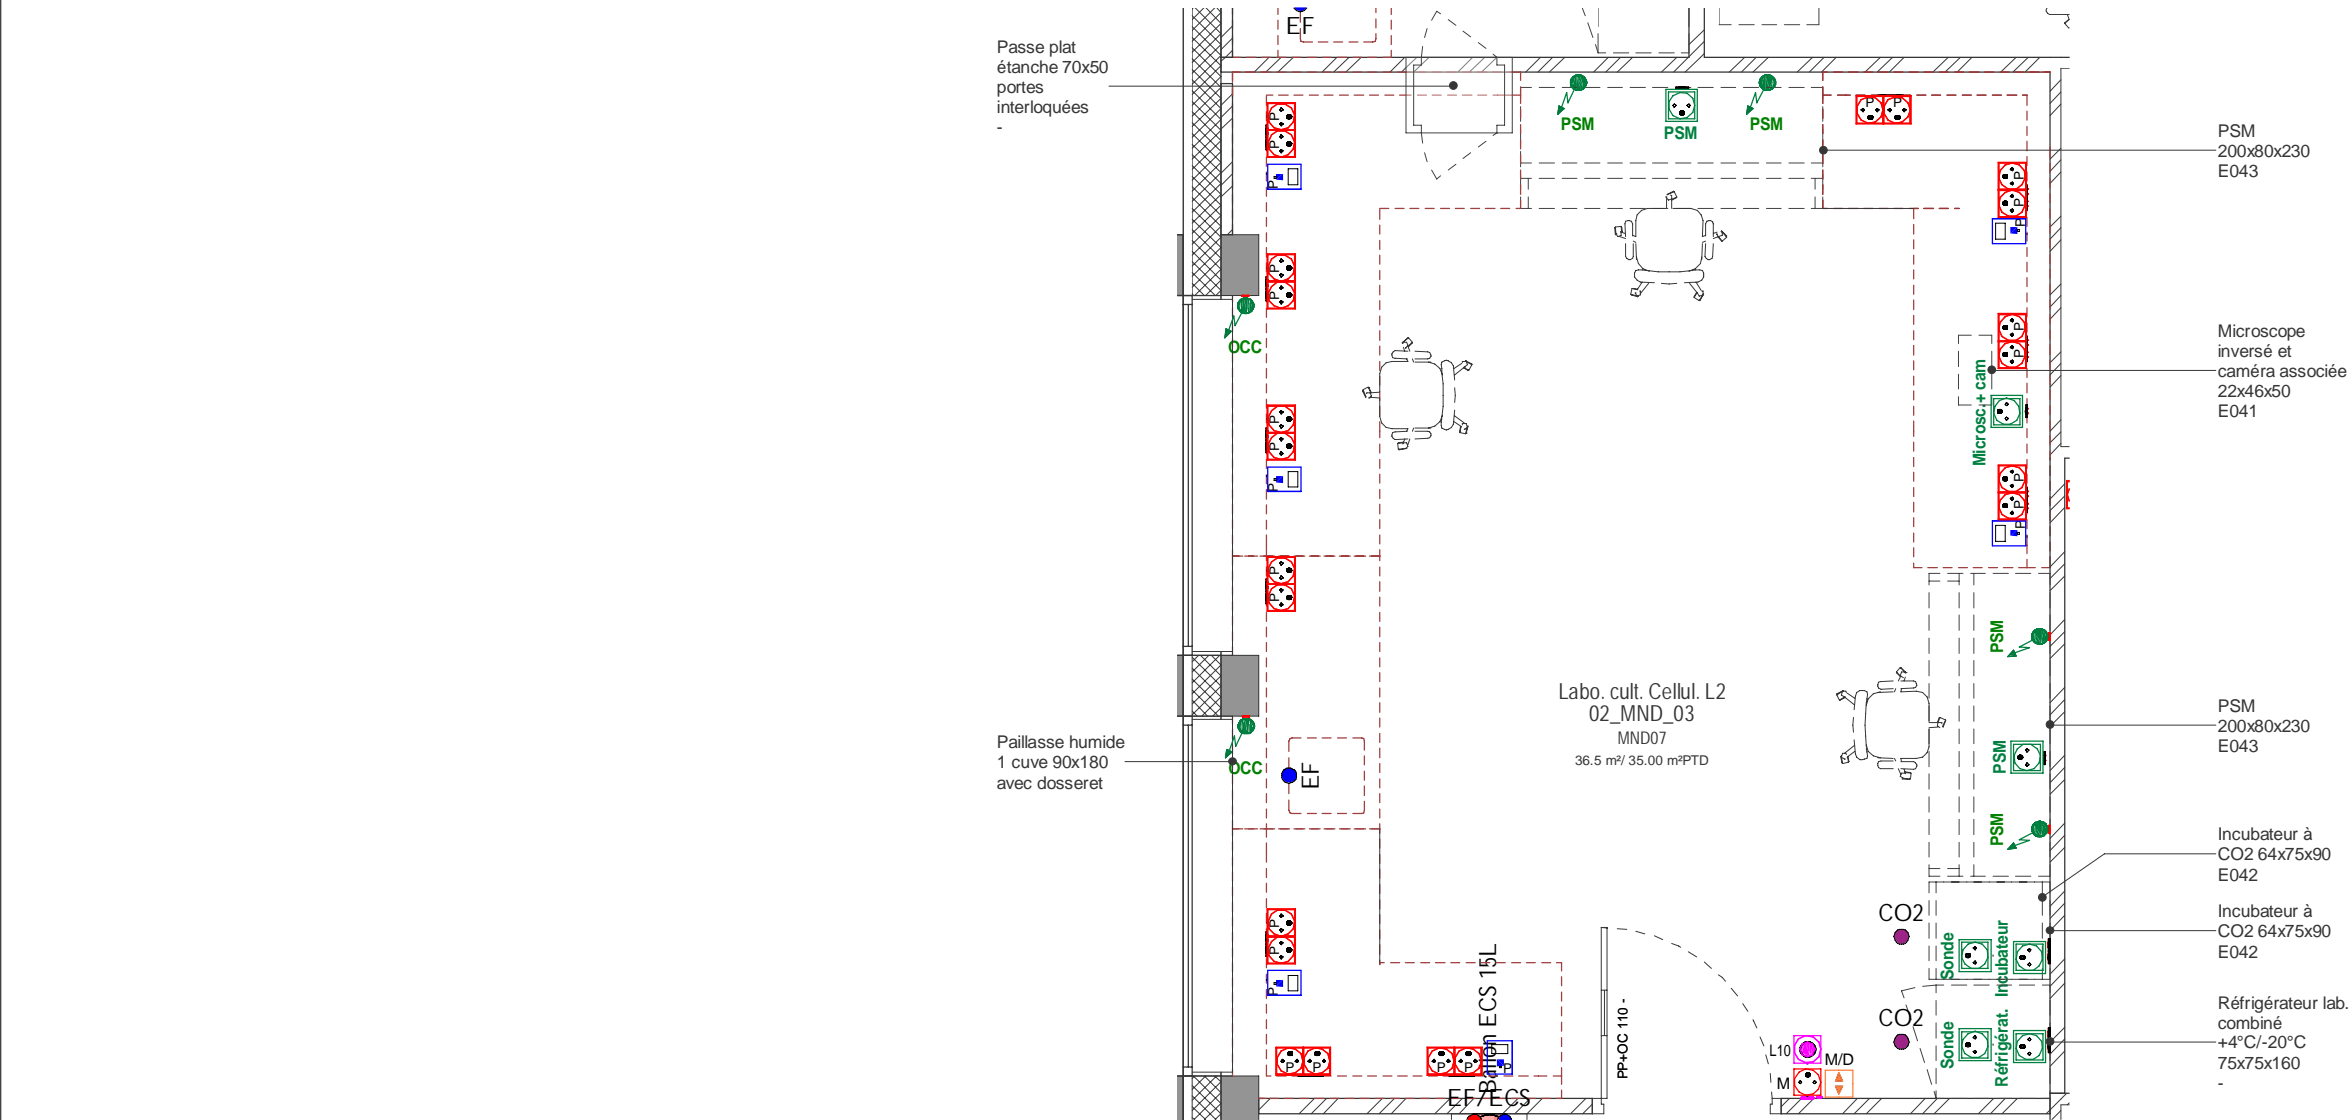 EF
Passe plat
étanche 70x50
portes
interloquées
-
PSM
PSM
PSM
P P
P
P
P
PSM
200x80x230
E043
P
P
P
P
P
OCC
P
P
Microsc.+ cam
Microscope
inversé et
caméra associée
22x46x50
E041
P
P
P
P
P
P
P
P
PSM
Labo. cult. Cellul. L2
02_MND_03
MND07
36.5 m²/ 35.00 m²PTD
PSM
PSM
200x80x230
E043
Paillasse humide
1 cuve 90x180
avec dosseret
OCC
EF
PSM
Incubateur à
CO2 64x75x90
E042
CO2
Sonde
Incubateur
Incubateur à
CO2 64x75x90
E042
P
P
P
Ballon ECS 15L
PP+OC 110 -
CO2
Sonde
Réfrigérat.
Réfrigérateur lab.
combiné
+4°C/-20°C
75x75x160
-
P P
P P
P
L10
M/D
M
EF/ECS